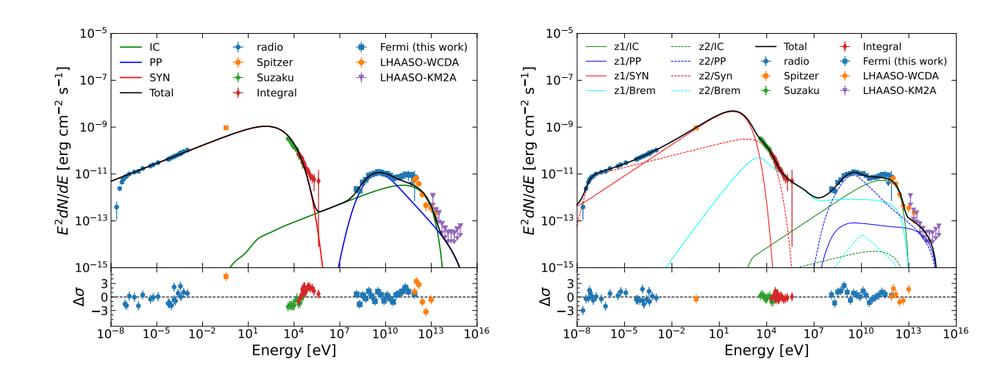 10⁻⁵
10⁻⁷
10⁻⁹
10⁻¹¹
10⁻¹³
10⁻¹⁵
E² dN/dE [erg cm⁻² s⁻¹]
IC
PP
SYN
Total
radio
Spitzer
Suzaku
Integral
Fermi (this work)
LHAASO-WCDA
LHAASO-KM2A
3
0
−3
Δσ
10⁻⁸ 10⁻⁵ 10⁻² 10¹ 10⁴ 10⁷ 10¹⁰ 10¹³ 10¹⁶
Energy [eV]
10⁻⁵
10⁻⁷
10⁻⁹
10⁻¹¹
10⁻¹³
10⁻¹⁵
E² dN/dE [erg cm⁻² s⁻¹]
z1/IC
z1/PP
z1/SYN
z1/Brem
z2/IC
z2/PP
z2/Syn
z2/Brem
Total
radio
Spitzer
Suzaku
Integral
Fermi (this work)
LHAASO-WCDA
LHAASO-KM2A
3
0
−3
Δσ
10⁻⁸ 10⁻⁵ 10⁻² 10¹ 10⁴ 10⁷ 10¹⁰ 10¹³ 10¹⁶
Energy [eV]